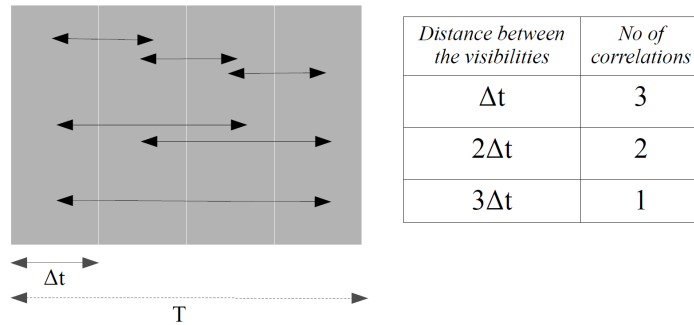 Δt
T
Distance between
the visibilities
No of
correlations
Δt
3
2Δt
2
3Δt
1